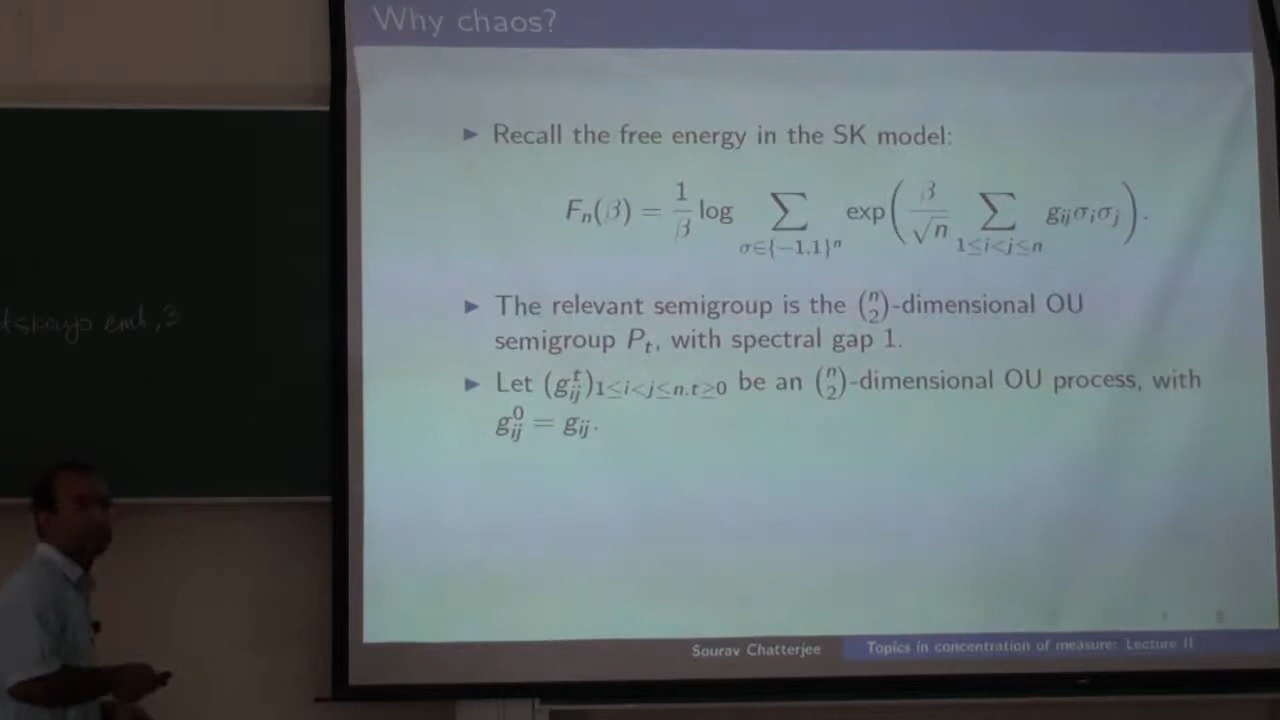 Why chaos?
► Recall the free energy in the SK model:
F_n(β) = 1/β log ∑_{σ∈{−1.1}^n} exp( β/√n ∑_{1≤i<j≤n} g_{ij}σ_iσ_j ).
► The relevant semigroup is the (n 2)-dimensional OU
semigroup P_t, with spectral gap 1.
► Let (g_{ij}^t)_{1≤i<j≤n.t≥0} be an (n 2)-dimensional OU process, with
g_{ij}^0 = g_{ij}.
Sourav Chatterjee Topics in concentration of measure: Lecture II